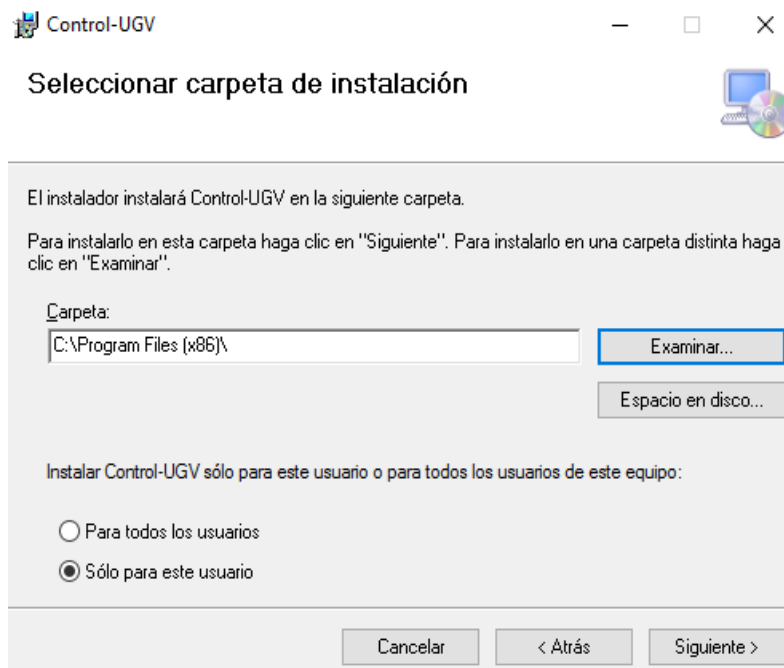 Control-UGV
Seleccionar carpeta de instalación
El instalador instalará Control-UGV en la siguiente carpeta.
Para instalarlo en esta carpeta haga clic en "Siguiente". Para instalarlo en una carpeta distinta haga
clic en "Examinar".
Carpeta:
C:\Program Files (x86)\
Examinar...
Espacio en disco...
Instalar Control-UGV sólo para este usuario o para todos los usuarios de este equipo:
Para todos los usuarios
Sólo para este usuario
Cancelar
< Atrás
Siguiente >